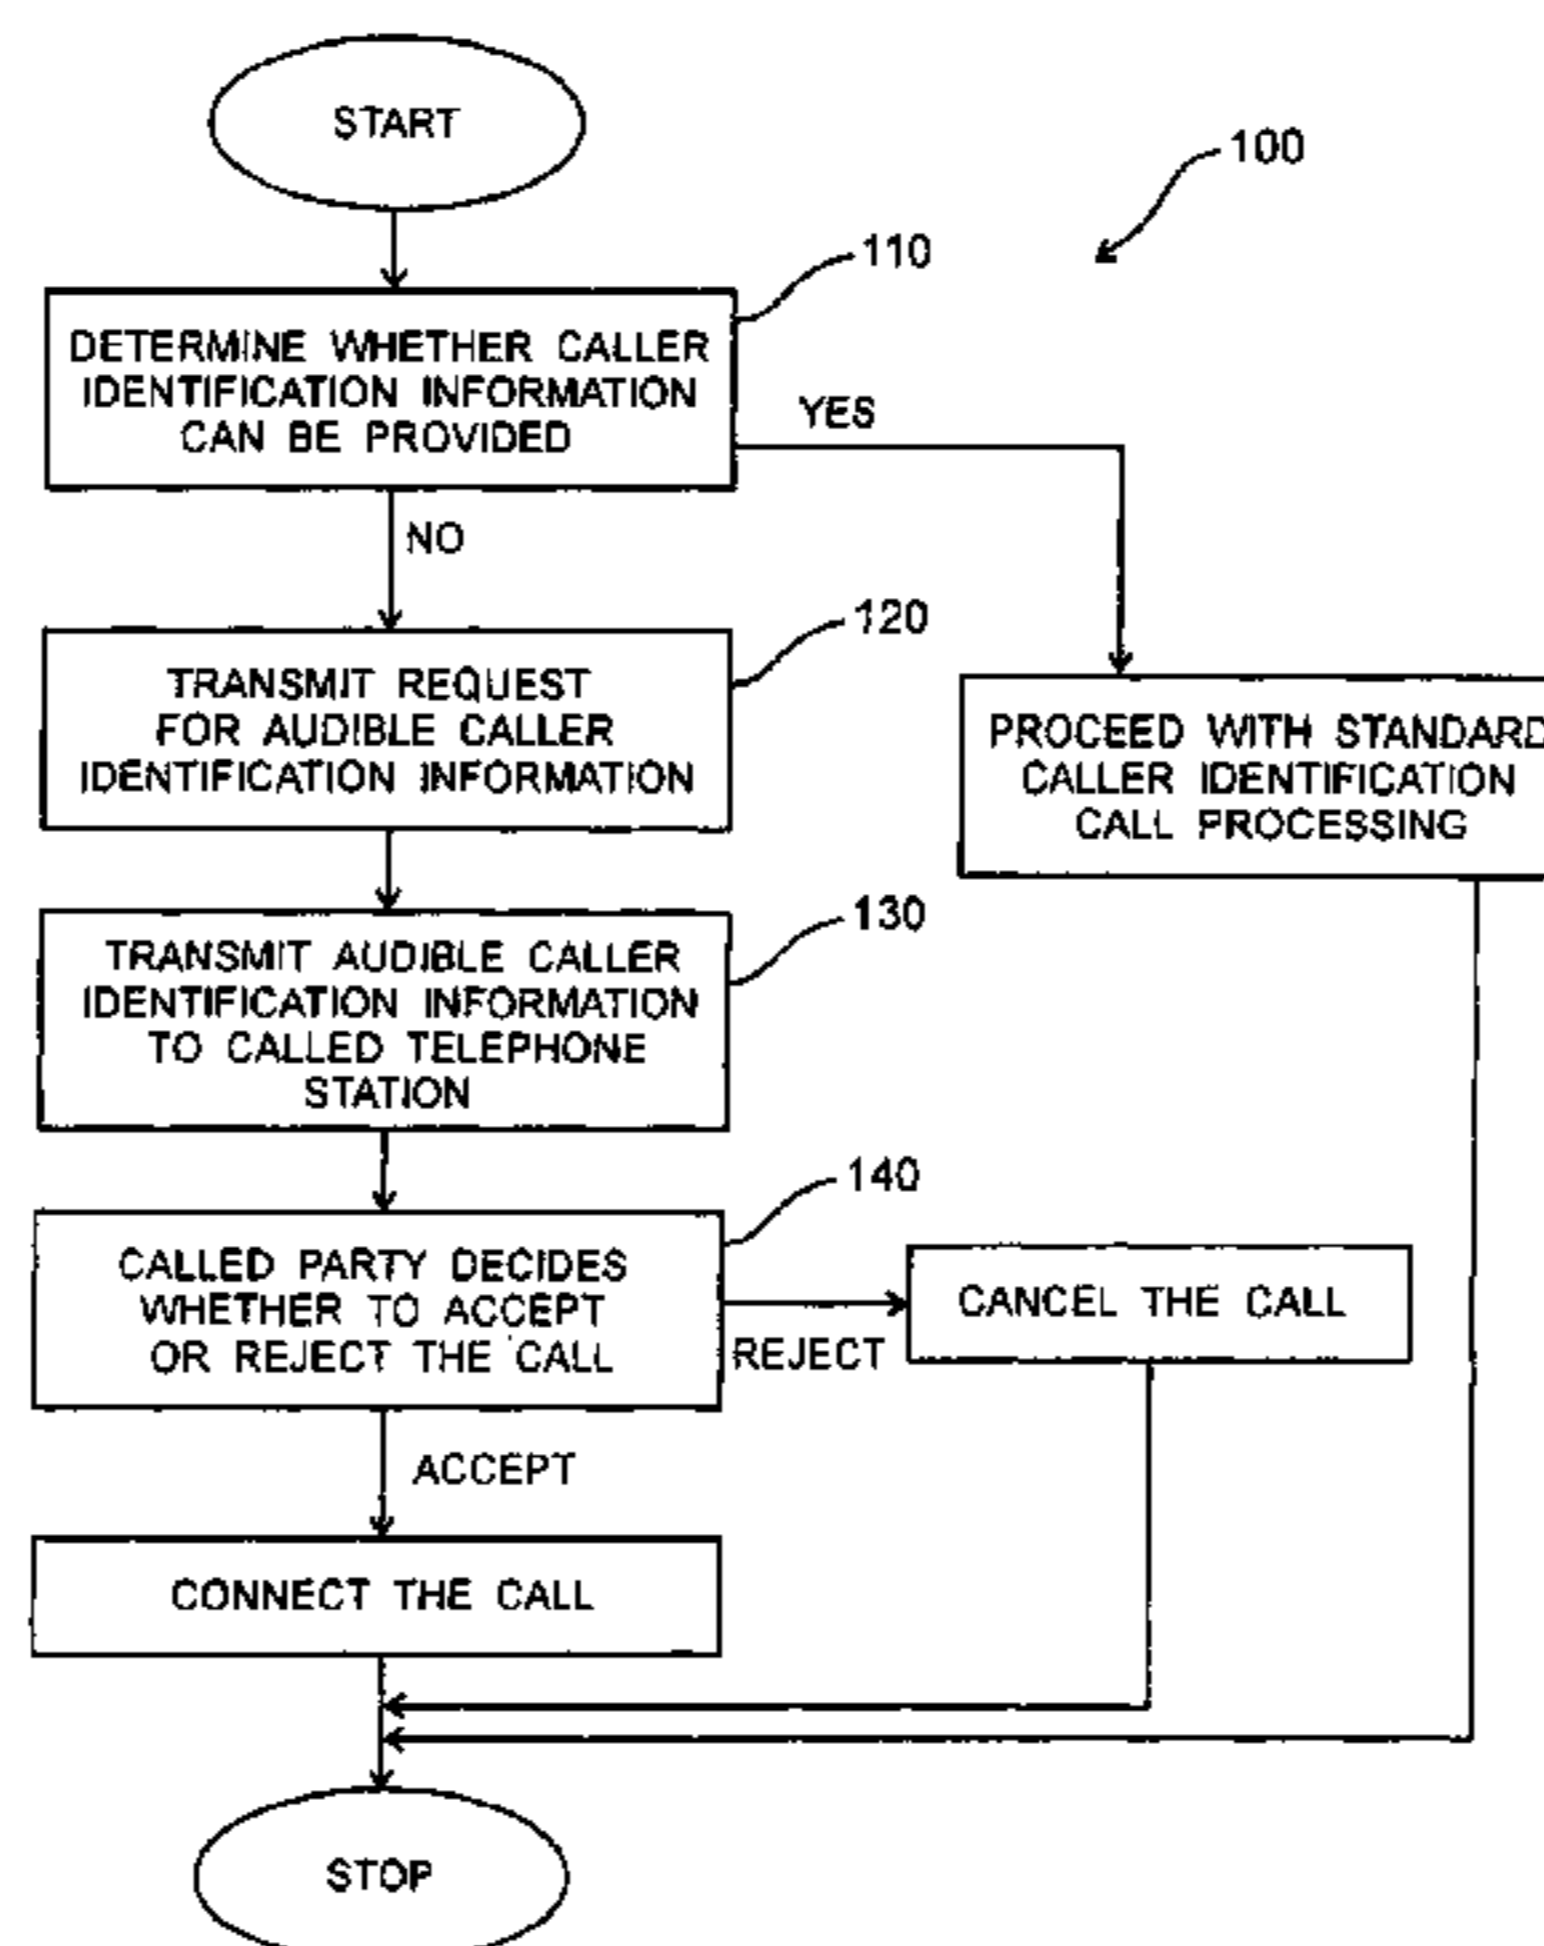 START
100
110
DETERMINE WHETHER CALLER
IDENTIFICATION INFORMATION
CAN BE PROVIDED
YES
NO
120
TRANSMIT REQUEST
FOR AUDIBLE CALLER
IDENTIFICATION INFORMATION
PROCEED WITH STANDARD
CALLER IDENTIFICATION
CALL PROCESSING
130
TRANSMIT AUDIBLE CALLER
IDENTIFICATION INFORMATION
TO CALLED TELEPHONE
STATION
140
CALLED PARTY DECIDES
WHETHER TO ACCEPT
OR REJECT THE CALL
REJECT
CANCEL THE CALL
ACCEPT
CONNECT THE CALL
STOP